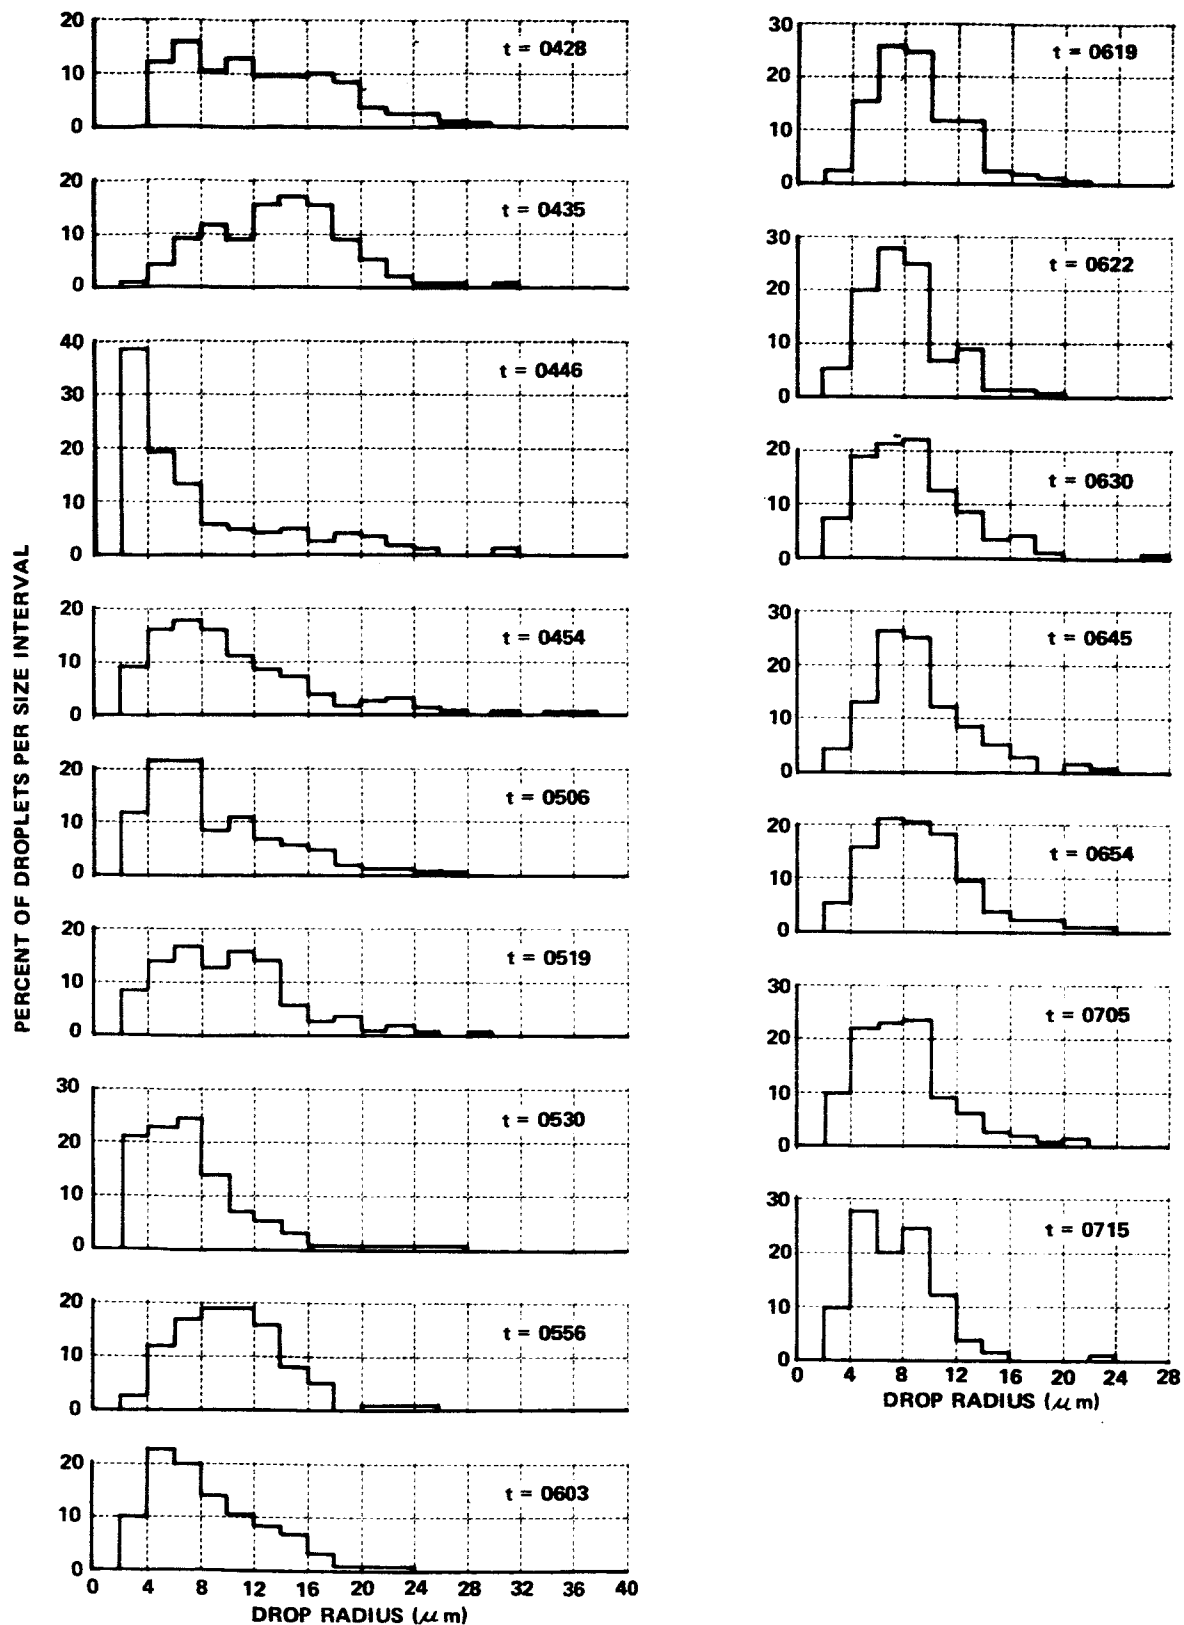 PERCENT OF DROPLETS PER SIZE INTERVAL
20
10
0
t = 0428
20
10
0
t = 0435
40
30
20
10
0
t = 0446
20
10
0
t = 0454
20
10
0
t = 0506
20
10
0
t = 0519
30
20
10
0
t = 0530
20
10
0
t = 0556
20
10
0
t = 0603
0 4 8 12 16 20 24 28 32 36 40
DROP RADIUS (μm)
30
20
10
0
t = 0619
30
20
10
0
t = 0622
20
10
0
t = 0630
30
20
10
0
t = 0645
20
10
0
t = 0654
30
20
10
0
t = 0705
30
20
10
0
t = 0715
0 4 8 12 16 20 24 28
DROP RADIUS (μm)